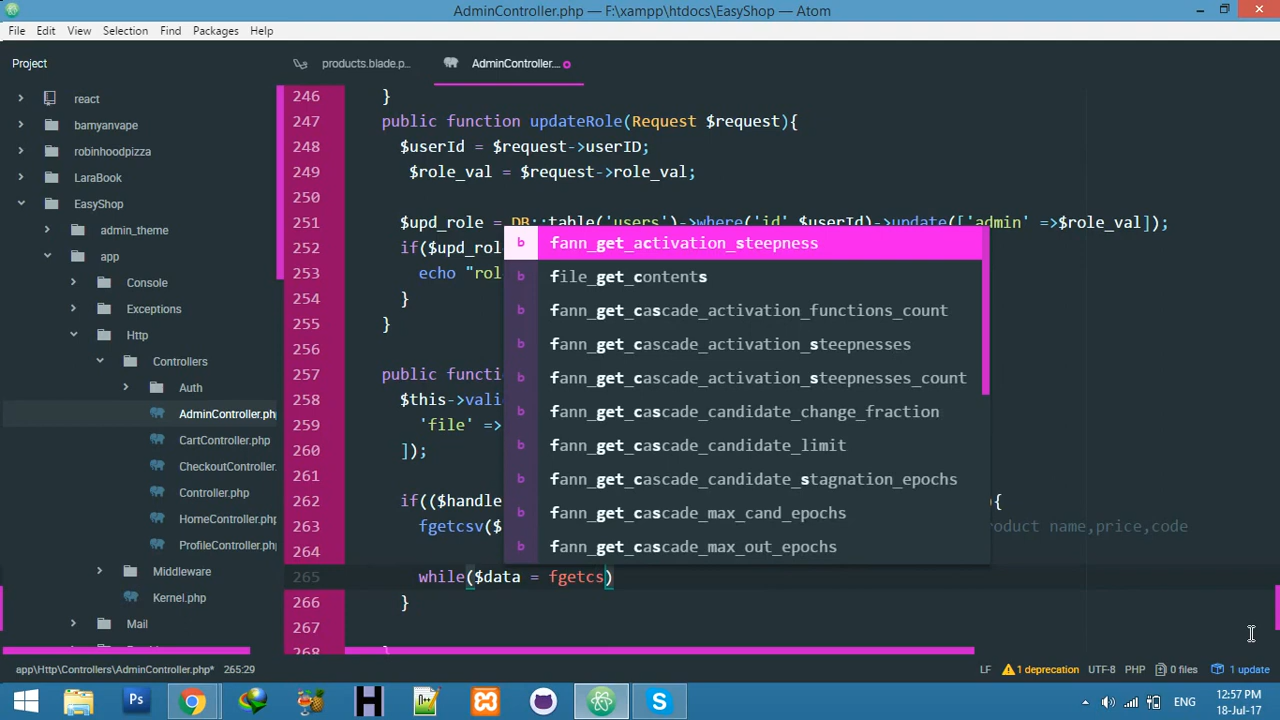 AdminController.php — F:\xampp\htdocs\EasyShop — Atom
File Edit View Selection Find Packages Help
Project
products.blade.p...
AdminController....
react
bamyanvape
robinhoodpizza
LaraBook
EasyShop
admin_theme
app
Console
Exceptions
Http
Controllers
Auth
AdminController.php
CartController.php
CheckoutController.
Controller.php
HomeController.php
ProfileController.php
Middleware
Kernel.php
Mail
246 }
247 public function updateRole(Request $request){
248 $userId = $request->userID;
249 $role_val = $request->role_val;
250
251 $upd_role = DB::table('users')->where('id',$userId)->update(['admin' =>$role_val]);
252 if($upd_rol
253 echo "rol
254 }
255 }
256
257 public functi
258 $this->vali
259 'file' =>
260 ]);
261
262 if(($handle ){
263 fgetcsv($ roduct name,price,code
264
265 while($data = fgetcs)
266 }
267
268 }
b fann_get_activation_steepness
b file_get_contents
b fann_get_cascade_activation_functions_count
b fann_get_cascade_activation_steepnesses
b fann_get_cascade_activation_steepnesses_count
b fann_get_cascade_candidate_change_fraction
b fann_get_cascade_candidate_limit
b fann_get_cascade_candidate_stagnation_epochs
b fann_get_cascade_max_cand_epochs
b fann_get_cascade_max_out_epochs
app\Http\Controllers\AdminController.php* 265:29
LF 1 deprecation UTF-8 PHP 0 files 1 update
Ps
H
S
ENG
12:57 PM
18-Jul-17